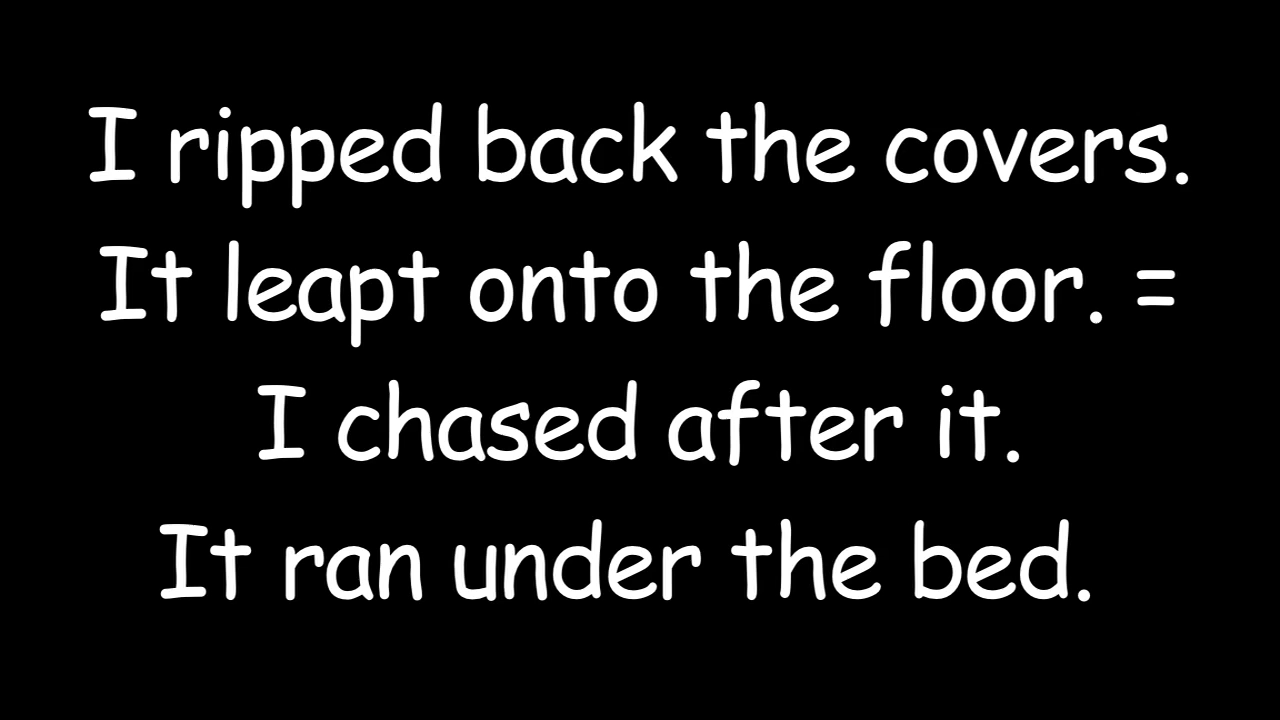 I ripped back the covers.
It leapt onto the floor. =
I chased after it.
It ran under the bed.